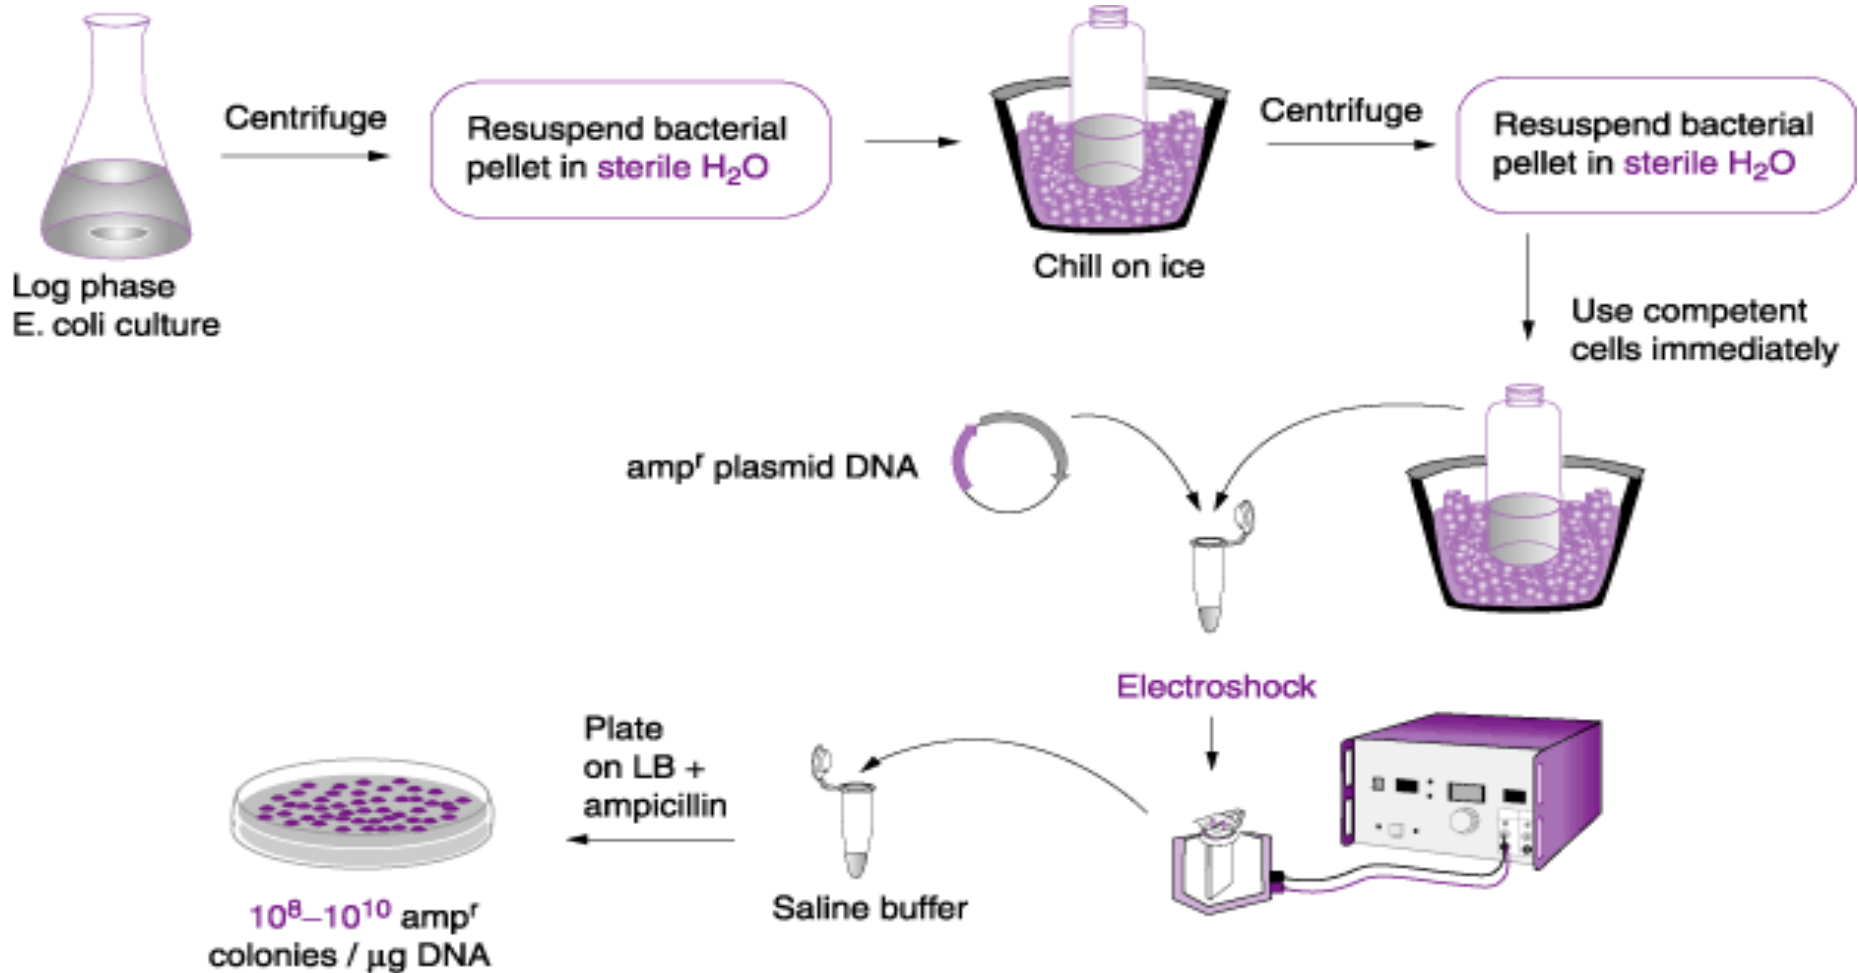 Centrifuge
Resuspend bacterial
pellet in sterile H₂O
Centrifuge
Resuspend bacterial
pellet in sterile H₂O
Log phase
E. coli culture
Chill on ice
Use competent
cells immediately
ampʳ plasmid DNA
Electroshock
Plate
on LB +
ampicillin
Saline buffer
10⁸–10¹⁰ ampʳ
colonies / μg DNA